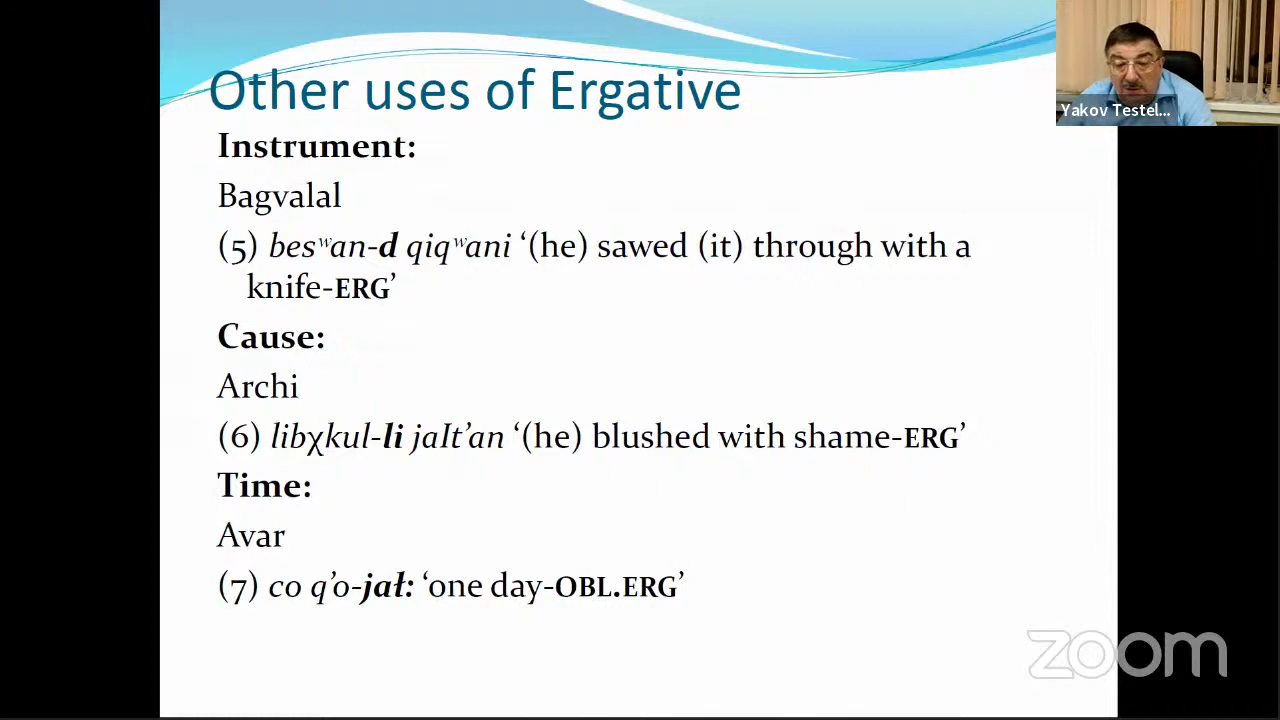 Other uses of Ergative
Yakov Testel...
Instrument:
Bagvalal
(5) besʷan-d qiqʷani ‘(he) sawed (it) through with a
knife-ERG’
Cause:
Archi
(6) libχkul-li jaIt’an ‘(he) blushed with shame-ERG’
Time:
Avar
(7) co q’o-jał: ‘one day-OBL.ERG’
zoom